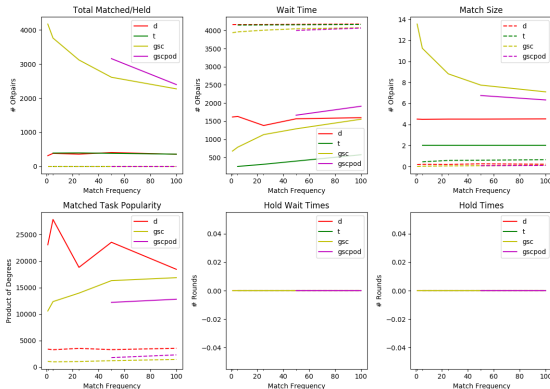 Total Matched/Held
# ORpairs
4000
3000
2000
1000
0
0
20
40
60
80
100
Match Frequency
d
t
gsc
gscpod
Wait Time
# ORpairs
4000
3500
3000
2500
2000
1500
1000
500
0
20
40
60
80
100
Match Frequency
d
t
gsc
gscpod
Match Size
# ORpairs
14
12
10
8
6
4
2
0
0
20
40
60
80
100
Match Frequency
d
t
gsc
gscpod
Matched Task Popularity
Product of Degrees
25000
20000
15000
10000
5000
0
0
20
40
60
80
100
Match Frequency
d
gsc
gscpod
Hold Wait Times
# Rounds
0.04
0.02
0.00
−0.02
−0.04
0
20
40
60
80
100
Match Frequency
gsc
gscpod
Hold Times
# Rounds
0.04
0.02
0.00
−0.02
−0.04
0
20
40
60
80
100
Match Frequency
gsc
gscpod